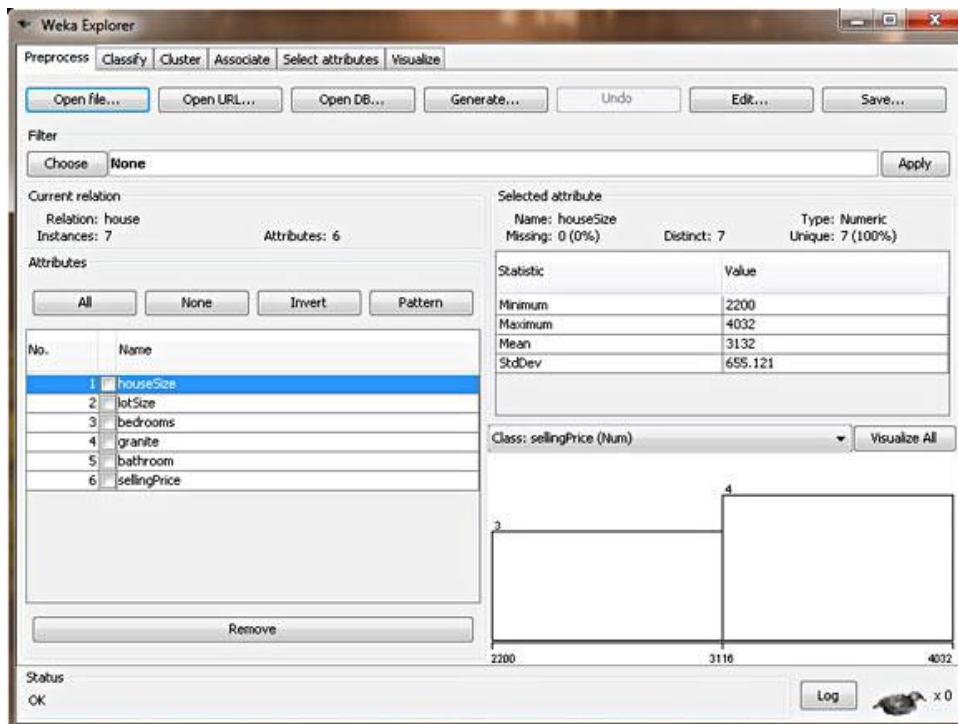 Weka Explorer
Preprocess Classify Cluster Associate Select attributes Visualize
Open file... Open URL... Open DB... Generate... Undo Edit... Save...
Filter
Choose None Apply
Current relation
Relation: house
Instances: 7 Attributes: 6
Attributes
All None Invert Pattern
No. Name
1 houseSize
2 lotSize
3 bedrooms
4 granite
5 bathroom
6 sellingPrice
Remove
Selected attribute
Name: houseSize Type: Numeric
Missing: 0 (0%) Distinct: 7 Unique: 7 (100%)
Statistic Value
Minimum 2200
Maximum 4032
Mean 3132
StdDev 655.121
Class: sellingPrice (Num) Visualize All
4
3
2200 3116 4032
Status
OK
Log x 0